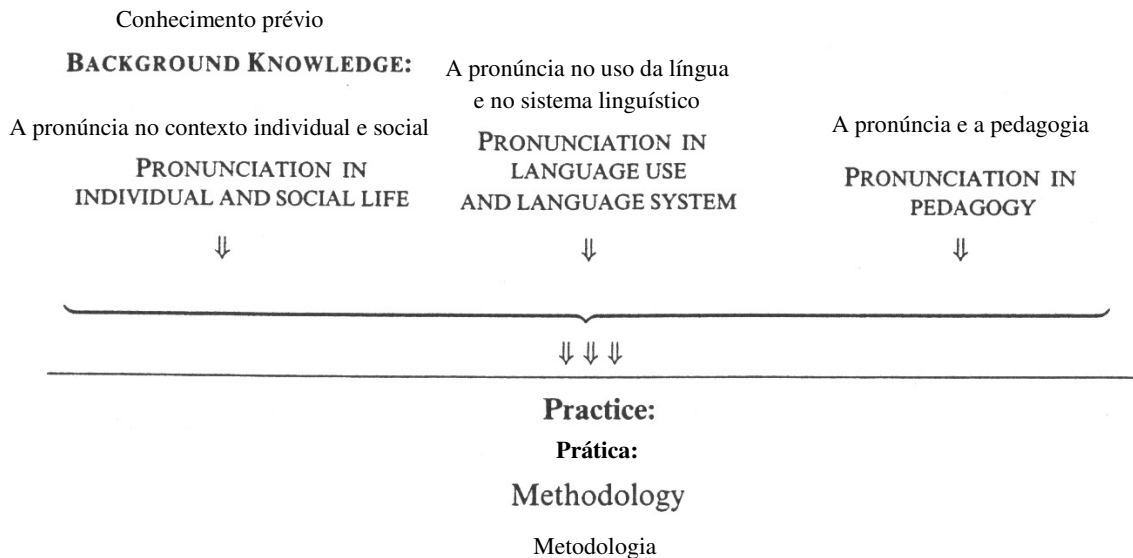 Conhecimento prévio
BACKGROUND KNOWLEDGE:
A pronúncia no contexto individual e social
PRONUNCIATION IN
INDIVIDUAL AND SOCIAL LIFE
A pronúncia no uso da língua
e no sistema linguístico
PRONUNCIATION IN
LANGUAGE USE
AND LANGUAGE SYSTEM
A pronúncia e a pedagogia
PRONUNCIATION IN
PEDAGOGY
⇓ ⇓ ⇓
⇓ ⇓ ⇓
Practice:
Prática:
Methodology
Metodologia